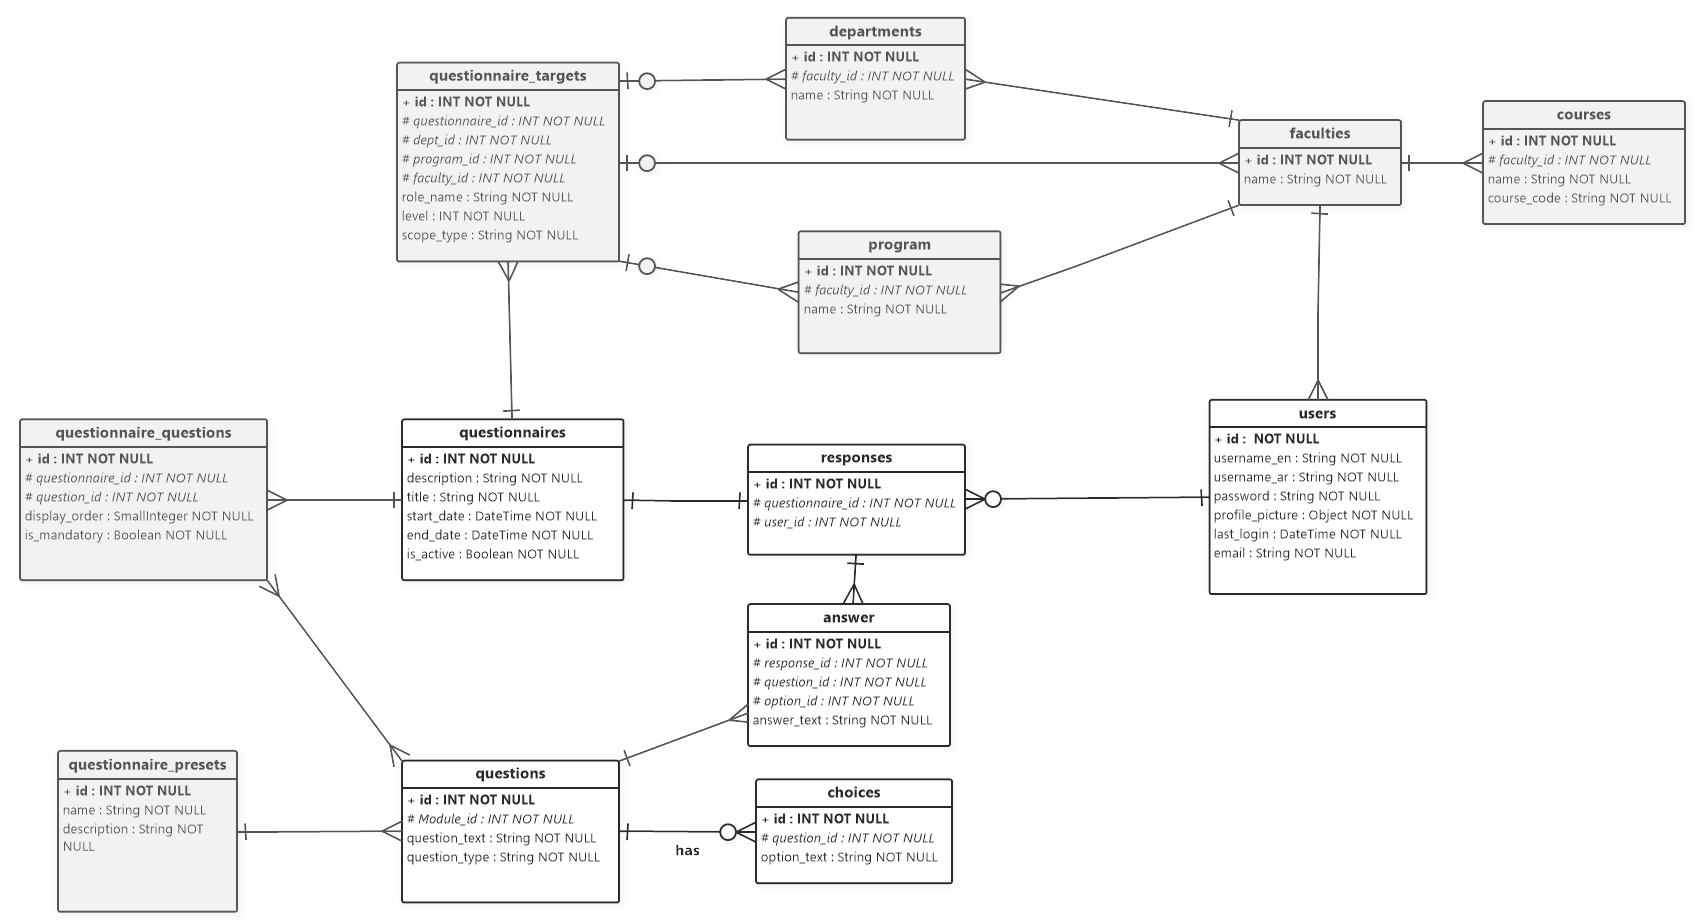 departments
+ id : INT NOT NULL
# faculty_id : INT NOT NULL
name : String NOT NULL
questionnaire_targets
+ id : INT NOT NULL
# questionnaire_id : INT NOT NULL
# dept_id : INT NOT NULL
# program_id : INT NOT NULL
# faculty_id : INT NOT NULL
role_name : String NOT NULL
level : INT NOT NULL
scope_type : String NOT NULL
faculties
+ id : INT NOT NULL
name : String NOT NULL
courses
+ id : INT NOT NULL
# faculty_id : INT NOT NULL
name : String NOT NULL
course_code : String NOT NULL
program
+ id : INT NOT NULL
# faculty_id : INT NOT NULL
name : String NOT NULL
questionnaire_questions
+ id : INT NOT NULL
# questionnaire_id : INT NOT NULL
# question_id : INT NOT NULL
display_order : SmallInteger NOT NULL
is_mandatory : Boolean NOT NULL
questionnaires
+ id : INT NOT NULL
description : String NOT NULL
title : String NOT NULL
start_date : DateTime NOT NULL
end_date : DateTime NOT NULL
is_active : Boolean NOT NULL
responses
+ id : INT NOT NULL
# questionnaire_id : INT NOT NULL
# user_id : INT NOT NULL
users
+ id :  NOT NULL
username_en : String NOT NULL
username_ar : String NOT NULL
password : String NOT NULL
profile_picture : Object NOT NULL
last_login : DateTime NOT NULL
email : String NOT NULL
answer
+ id : INT NOT NULL
# response_id : INT NOT NULL
# question_id : INT NOT NULL
# option_id : INT NOT NULL
answer_text : String NOT NULL
questionnaire_presets
+ id : INT NOT NULL
name : String NOT NULL
description : String NOT
NULL
questions
+ id : INT NOT NULL
# Module_id : INT NOT NULL
question_text : String NOT NULL
question_type : String NOT NULL
has
choices
+ id : INT NOT NULL
# question_id : INT NOT NULL
option_text : String NOT NULL